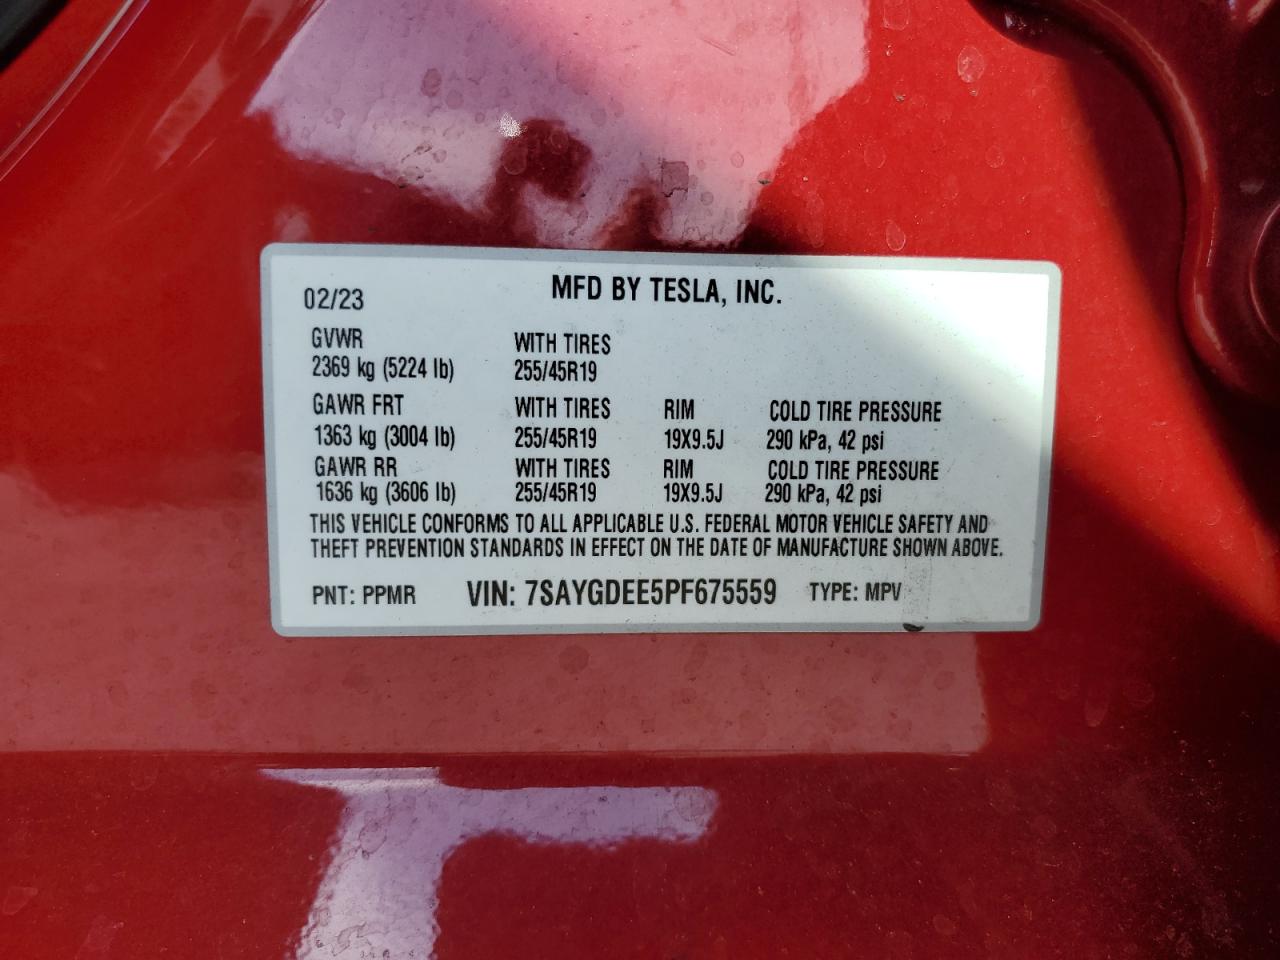 MFD BY TESLA, INC.
02/23
GVWR WITH TIRES
2369 kg (5224 lb) 255/45R19
GAWR FRT WITH TIRES RIM COLD TIRE PRESSURE
1363 kg (3004 lb) 255/45R19 19X9.5J 290 kPa, 42 psi
GAWR RR WITH TIRES RIM COLD TIRE PRESSURE
1636 kg (3606 lb) 255/45R19 19X9.5J 290 kPa, 42 psi
THIS VEHICLE CONFORMS TO ALL APPLICABLE U.S. FEDERAL MOTOR VEHICLE SAFETY AND
THEFT PREVENTION STANDARDS IN EFFECT ON THE DATE OF MANUFACTURE SHOWN ABOVE.
PNT: PPMR VIN: 7SAYGDEE5PF675559 TYPE: MPV